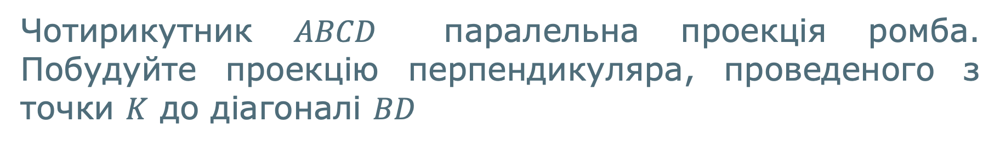 Чотирикутник ABCD паралельна проекція ромба.
Побудуйте проекцію перпендикуляра, проведеного з
точки K до діагоналі BD